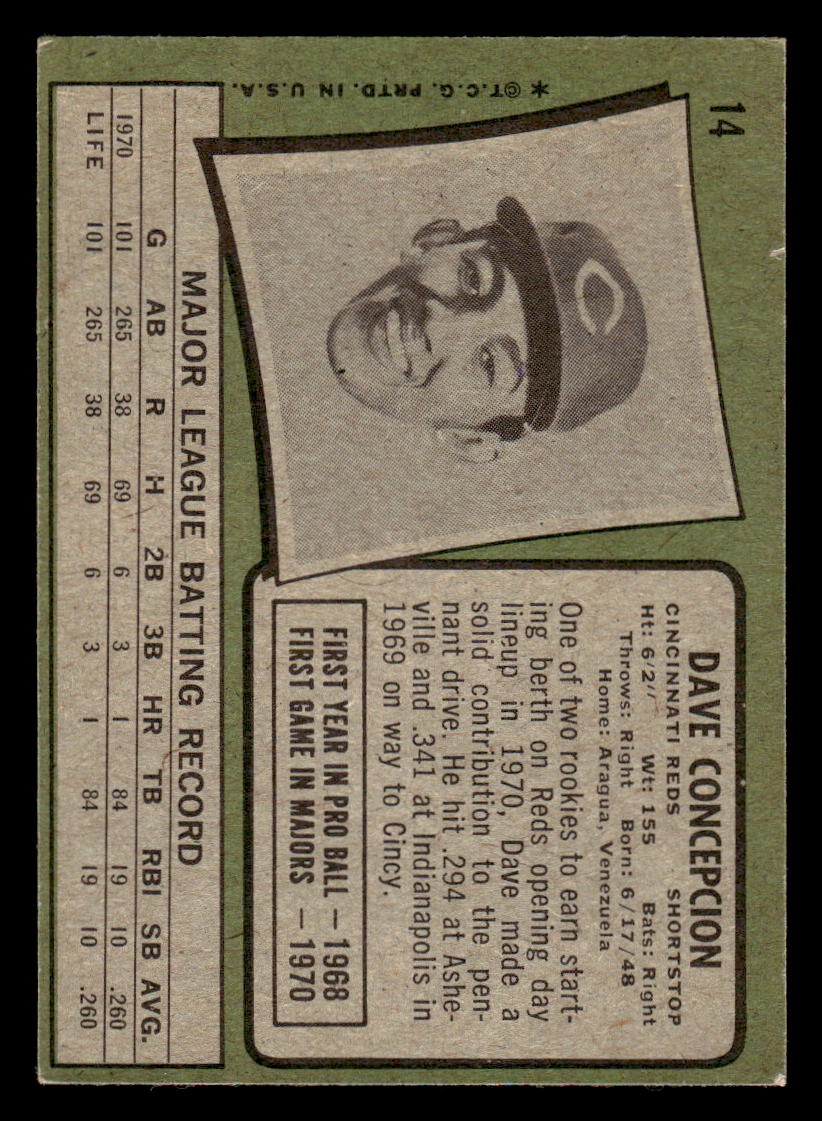 14
*©T.C.G. PRTD. IN U.S.A.
C
DAVE CONCEPCION
CINCINNATI REDS SHORTSTOP
Ht: 6'2" Wt: 155 Bats: Right
Throws: Right Born: 6/17/48
Home: Aragua, Venezuela
One of two rookies to earn start-
ing berth on Reds opening day
lineup in 1970, Dave made a
solid contribution to the pen-
nant drive. He hit .294 at Ashe-
ville and .341 at Indianapolis in
1969 on way to Cincy.
FIRST YEAR IN PRO BALL — 1968
FIRST GAME IN MAJORS — 1970
MAJOR LEAGUE BATTING RECORD
G AB R H 2B 3B HR TB RBI SB AVG.
1970 101 265 38 69 6 3 1 84 19 10 .260
LIFE 101 265 38 69 6 3 1 84 19 10 .260